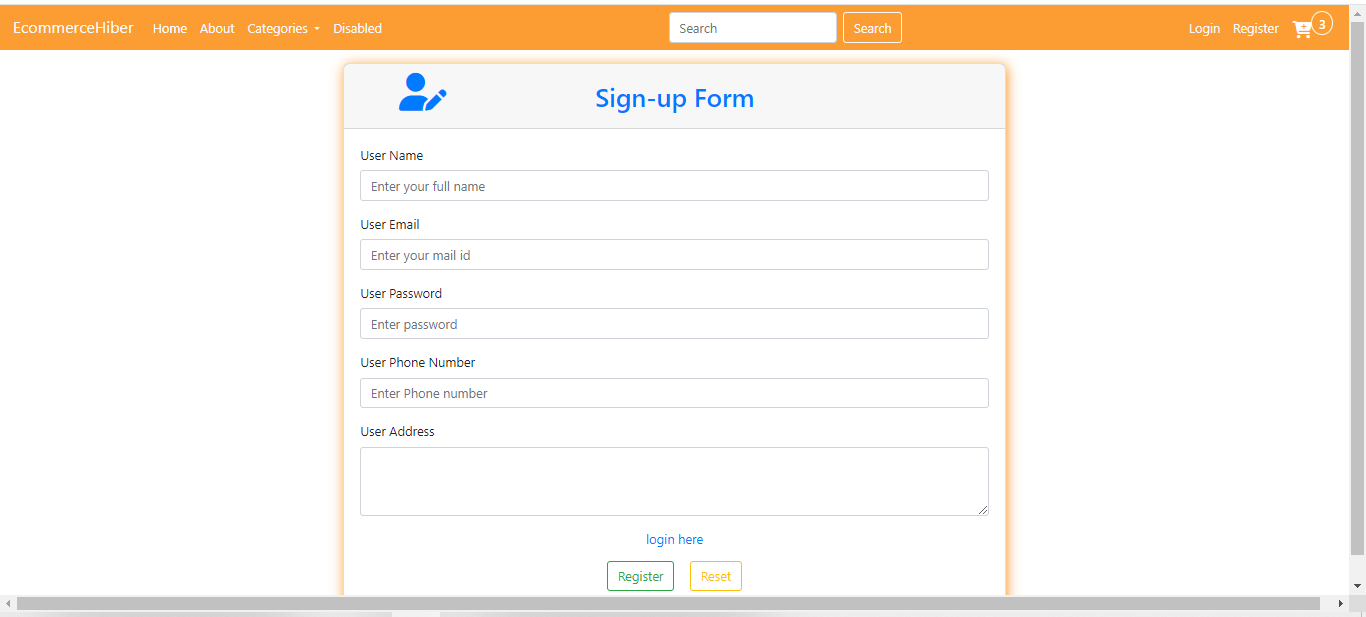 EcommerceHiber Home About Categories Disabled Search Search Login Register 3
Sign-up Form
User Name
Enter your full name
User Email
Enter your mail id
User Password
Enter password
User Phone Number
Enter Phone number
User Address
login here
Register Reset